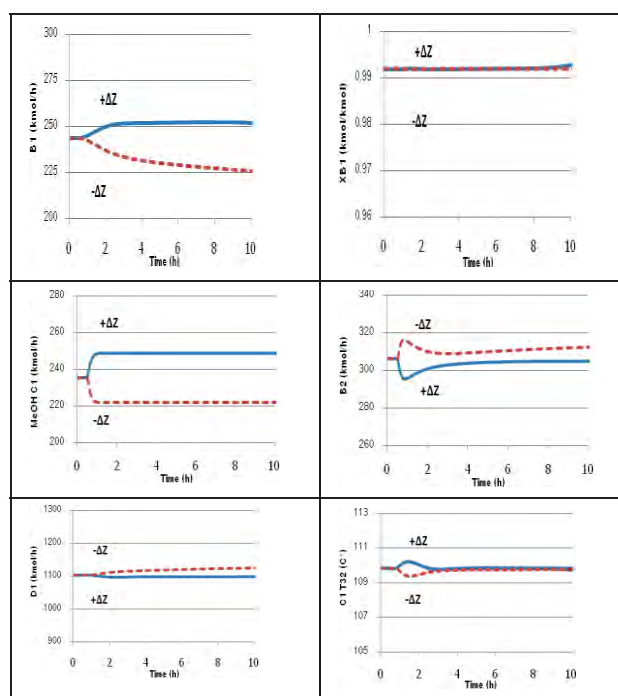 300
275
250
225
200
B1 (kmol/h)
+ΔZ
-ΔZ
0 2 4 6 8 10
Time (h)
1
0.99
0.98
0.97
0.96
XB1 (kmol/kmol)
+ΔZ
-ΔZ
0 2 4 6 8 10
Time (h)
280
260
240
220
200
MeOH C1 (kmol/h)
+ΔZ
-ΔZ
0 2 4 6 8 10
Time (h)
340
320
300
280
260
B2 (kmol/h)
-ΔZ
+ΔZ
0 2 4 6 8 10
Time (h)
1300
1200
1100
1000
900
D1 (kmol/h)
-ΔZ
+ΔZ
0 2 4 6 8 10
Time (h)
113
111
109
107
105
C1 T32 (C°)
+ΔZ
-ΔZ
0 2 4 6 8 10
Time (h)